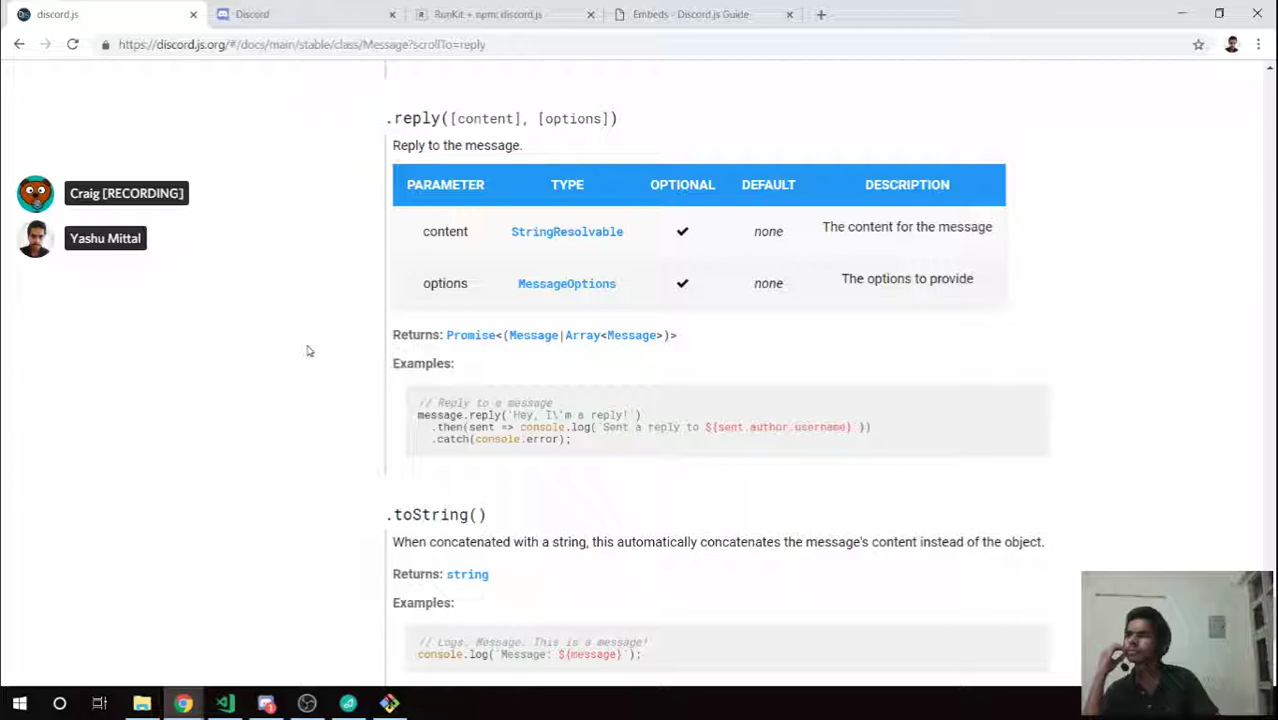 discord.js
Discord
RunKit + npm: discord.js
Embeds - Discord.js Guide
https://discord.js.org/#/docs/main/stable/class/Message?scrollTo=reply
.reply([content], [options])
Reply to the message.
PARAMETER TYPE OPTIONAL DEFAULT DESCRIPTION
Craig [RECORDING]
content StringResolvable ✔ none The content for the message
Yashu Mittal
options MessageOptions ✔ none The options to provide
Returns: Promise<(Message|Array<Message>)>
Examples:
// Reply to a message
message.reply('Hey, I\'m a reply!')
.then(sent => console.log(`Sent a reply to ${sent.author.username}`))
.catch(console.error);
.toString()
When concatenated with a string, this automatically concatenates the message's content instead of the object.
Returns: string
Examples:
// Logs: Message: This is a message!
console.log(`Message: ${message}`);